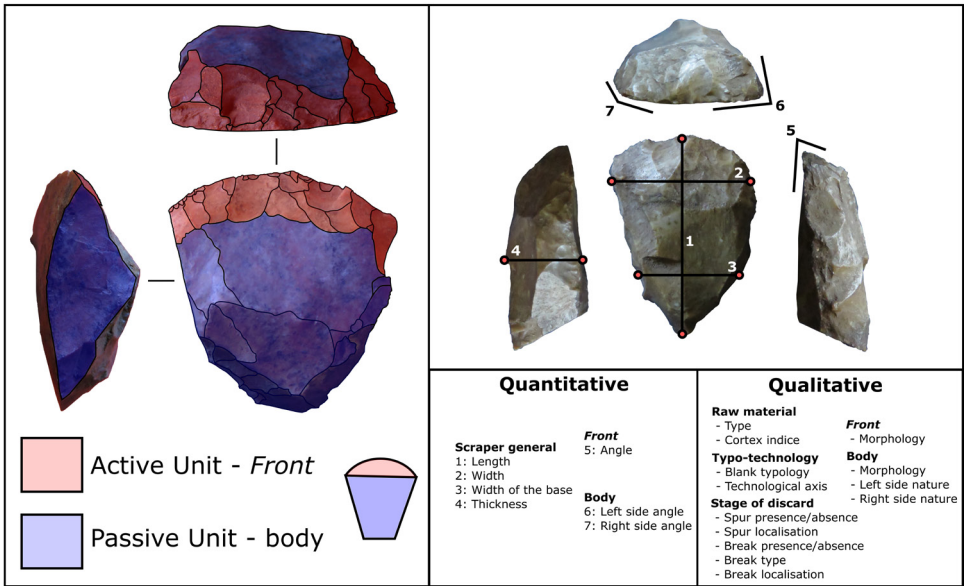 Active Unit - Front
Passive Unit - body
7
6
5
2
1
4
3
Quantitative
Scraper general
1: Length
2: Width
3: Width of the base
4: Thickness
Front
5: Angle
Body
6: Left side angle
7: Right side angle
Qualitative
Raw material
- Type
- Cortex indice
Typo-technology
- Blank typology
- Technological axis
Stage of discard
- Spur presence/absence
- Spur localisation
- Break presence/absence
- Break type
- Break localisation
Front
- Morphology
Body
- Morphology
- Left side nature
- Right side nature